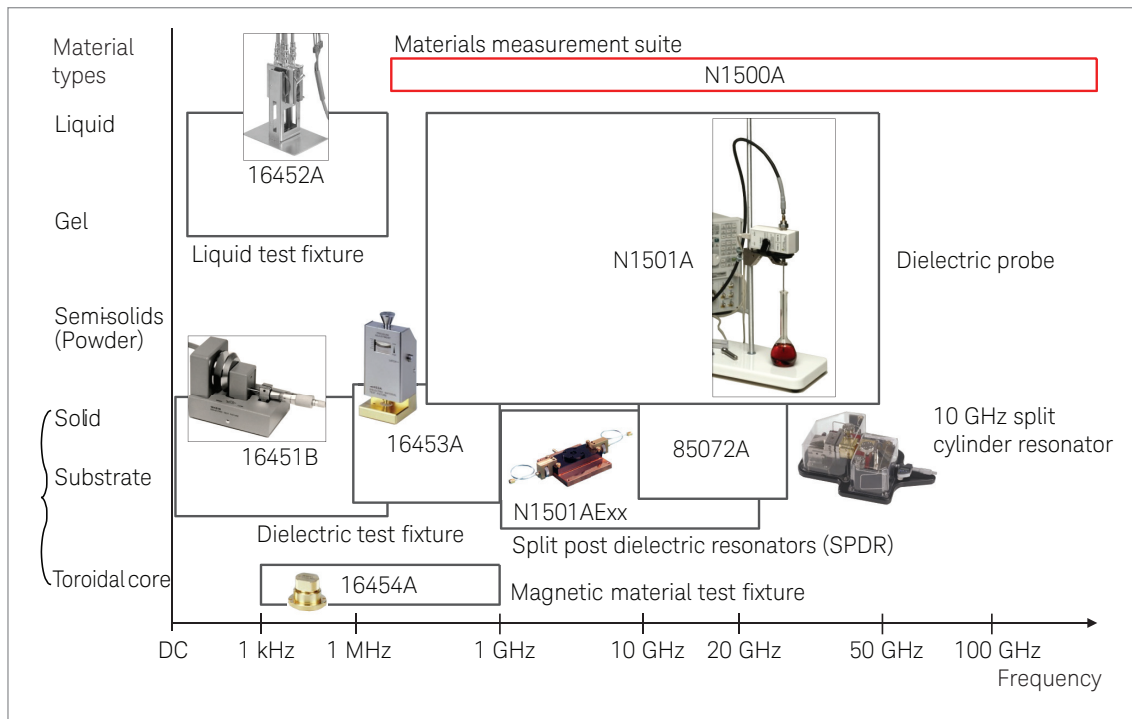 Material
types
Materials measurement suite
N1500A
Liquid
16452A
Gel
Liquid test fixture
N1501A
Dielectric probe
Semi-solids
(Powder)
Solid
16451B
16453A
85072A
10 GHz split
cylinder resonator
Substrate
N1501AExx
Dielectric test fixture
Split post dielectric resonators (SPDR)
Toroidal core
16454A
Magnetic material test fixture
DC
1 kHz
1 MHz
1 GHz
10 GHz
20 GHz
50 GHz
100 GHz
Frequency